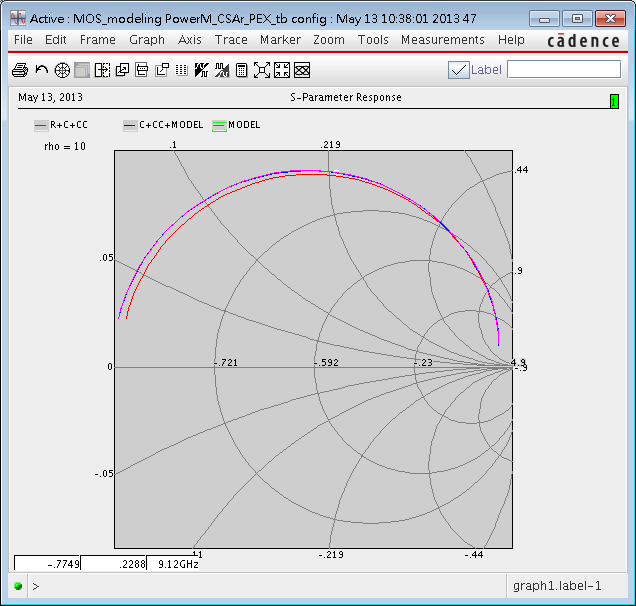 Active : MOS_modeling PowerM_CSAr_PEX_tb config : May 13 10:38:01 2013 47
File Edit Frame Graph Axis Trace Marker Zoom Tools Measurements Help cādence
Label
May 13, 2013 S-Parameter Response 1
R+C+CC C+CC+MODEL MODEL
rho = 10
.1 .219
.44
.05 .9
0 -.721 -.592 -.23 4.9
-.9
-.05
-.1 -.219 -.44
-.7749 .2288 9.12GHz
> graph1.label-1